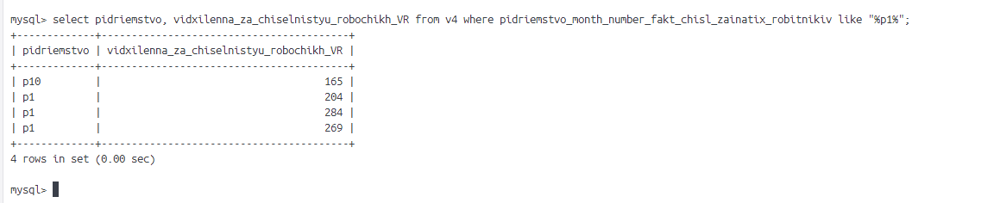 mysql> select pidriemstvo, vidxilenna_za_chiselnistyu_robochikh_VR from v4 where pidriemstvo_month_number_fakt_chisl_zainatix_robitnikiv like "%p1%";
+-------------+----------------------------------------+
| pidriemstvo | vidxilenna_za_chiselnistyu_robochikh_VR |
+-------------+----------------------------------------+
| p10 | 165 |
| p1 | 204 |
| p1 | 284 |
| p1 | 269 |
+-------------+----------------------------------------+
4 rows in set (0.00 sec)
mysql>